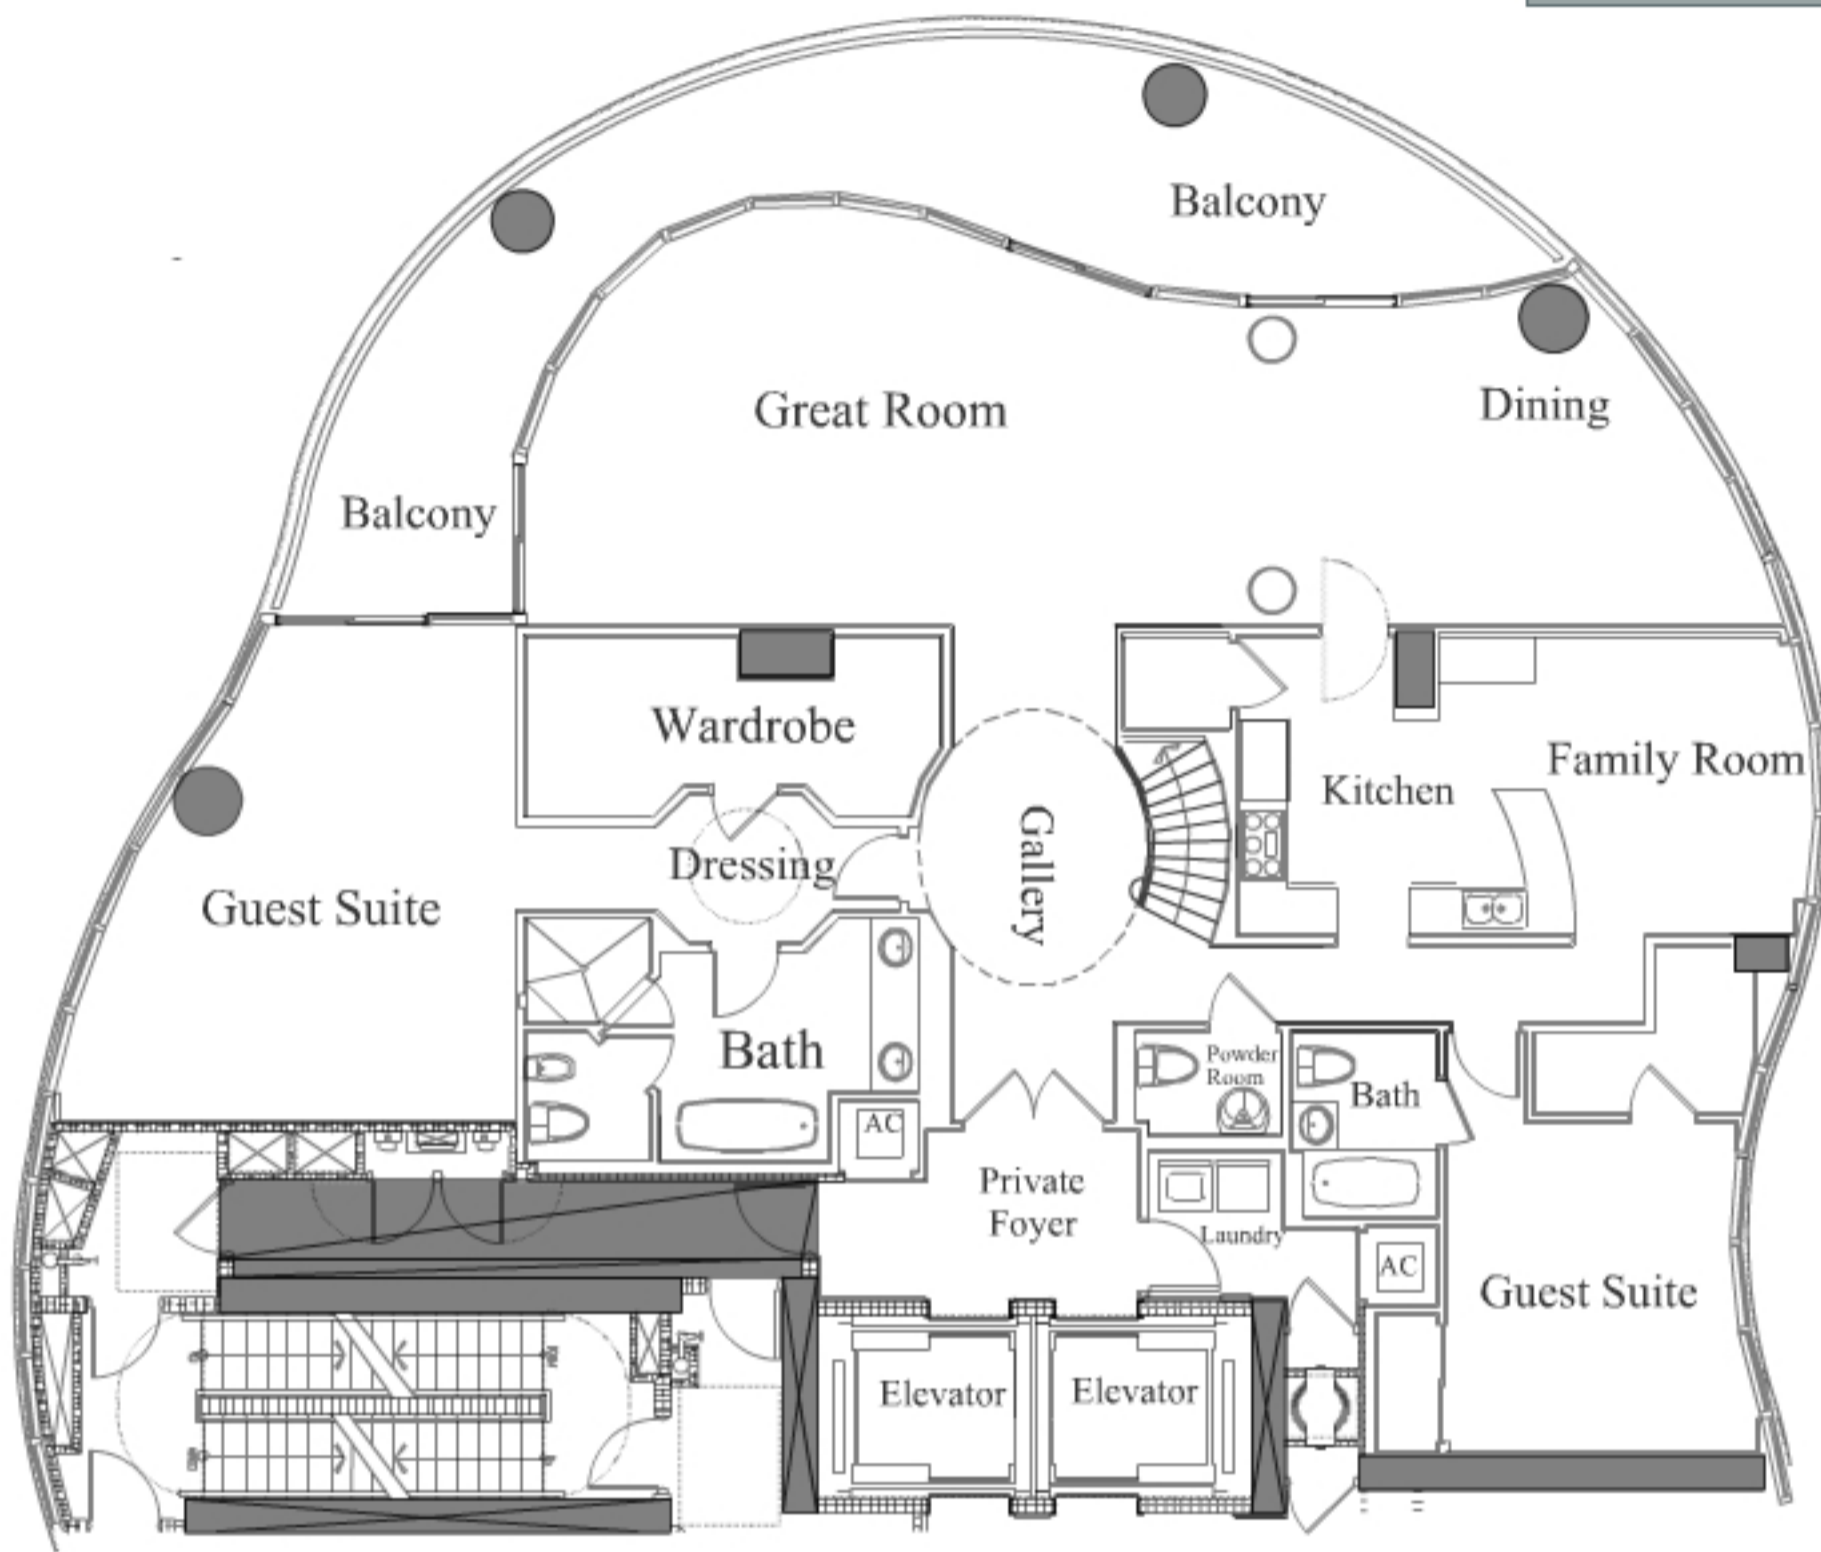 Balcony
Great Room
Dining
Balcony
Wardrobe
Family Room
Kitchen
Gallery
Dressing
Guest Suite
Bath
Powder
Room
Bath
AC
Private
Foyer
Laundry
AC
Guest Suite
Elevator
Elevator